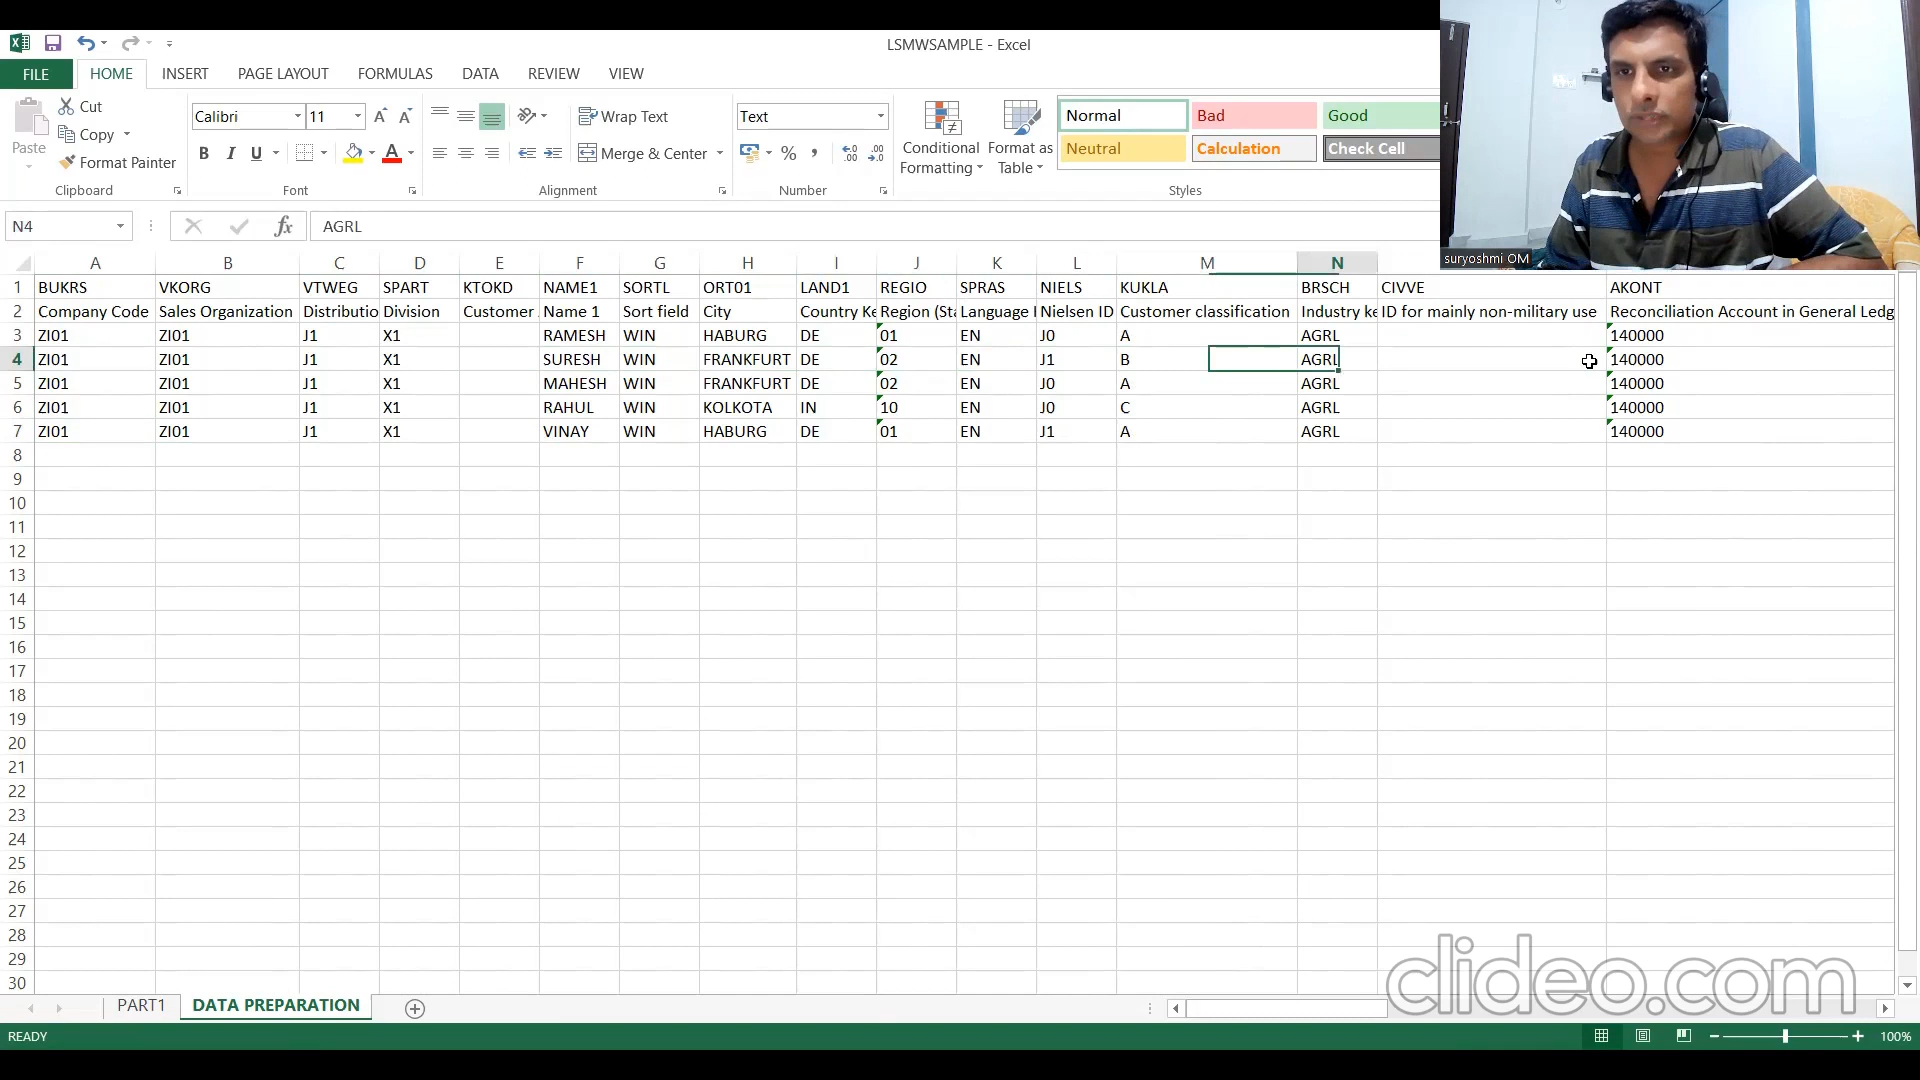 LSMWSAMPLE - Excel
FILE HOME INSERT PAGE LAYOUT FORMULAS DATA REVIEW VIEW
Cut
Copy
Format Painter
Paste
Calibri 11
B I U
Wrap Text
Merge & Center
Text
% ,
Conditional Formatting
Format as Table
Normal Bad Good
Neutral Calculation Check Cell
Clipboard Font Alignment Number Styles
suryoshmi OM
N4 fx AGRL
A B C D E F G H I J K L M N
1 BUKRS VKORG VTWEG SPART KTOKD NAME1 SORTL ORT01 LAND1 REGIO SPRAS NIELS KUKLA BRSCH CIVVE AKONT
2 Company Code Sales Organization Distributio Division Customer Name 1 Sort field City Country Ke Region (Sta Language Nielsen ID Customer classification Industry ke ID for mainly non-military use Reconciliation Account in General Ledg
3 ZI01 ZI01 J1 X1 RAMESH WIN HABURG DE 01 EN J0 A AGRL 140000
4 ZI01 ZI01 J1 X1 SURESH WIN FRANKFURT DE 02 EN J1 B AGRL 140000
5 ZI01 ZI01 J1 X1 MAHESH WIN FRANKFURT DE 02 EN J0 A AGRL 140000
6 ZI01 ZI01 J1 X1 RAHUL WIN KOLKOTA IN 10 EN J0 C AGRL 140000
7 ZI01 ZI01 J1 X1 VINAY WIN HABURG DE 01 EN J1 A AGRL 140000
8
9
10
11
12
13
14
15
16
17
18
19
20
21
22
23
24
25
26
27
28
29
30
clideo.com
PART1 DATA PREPARATION
READY 100%